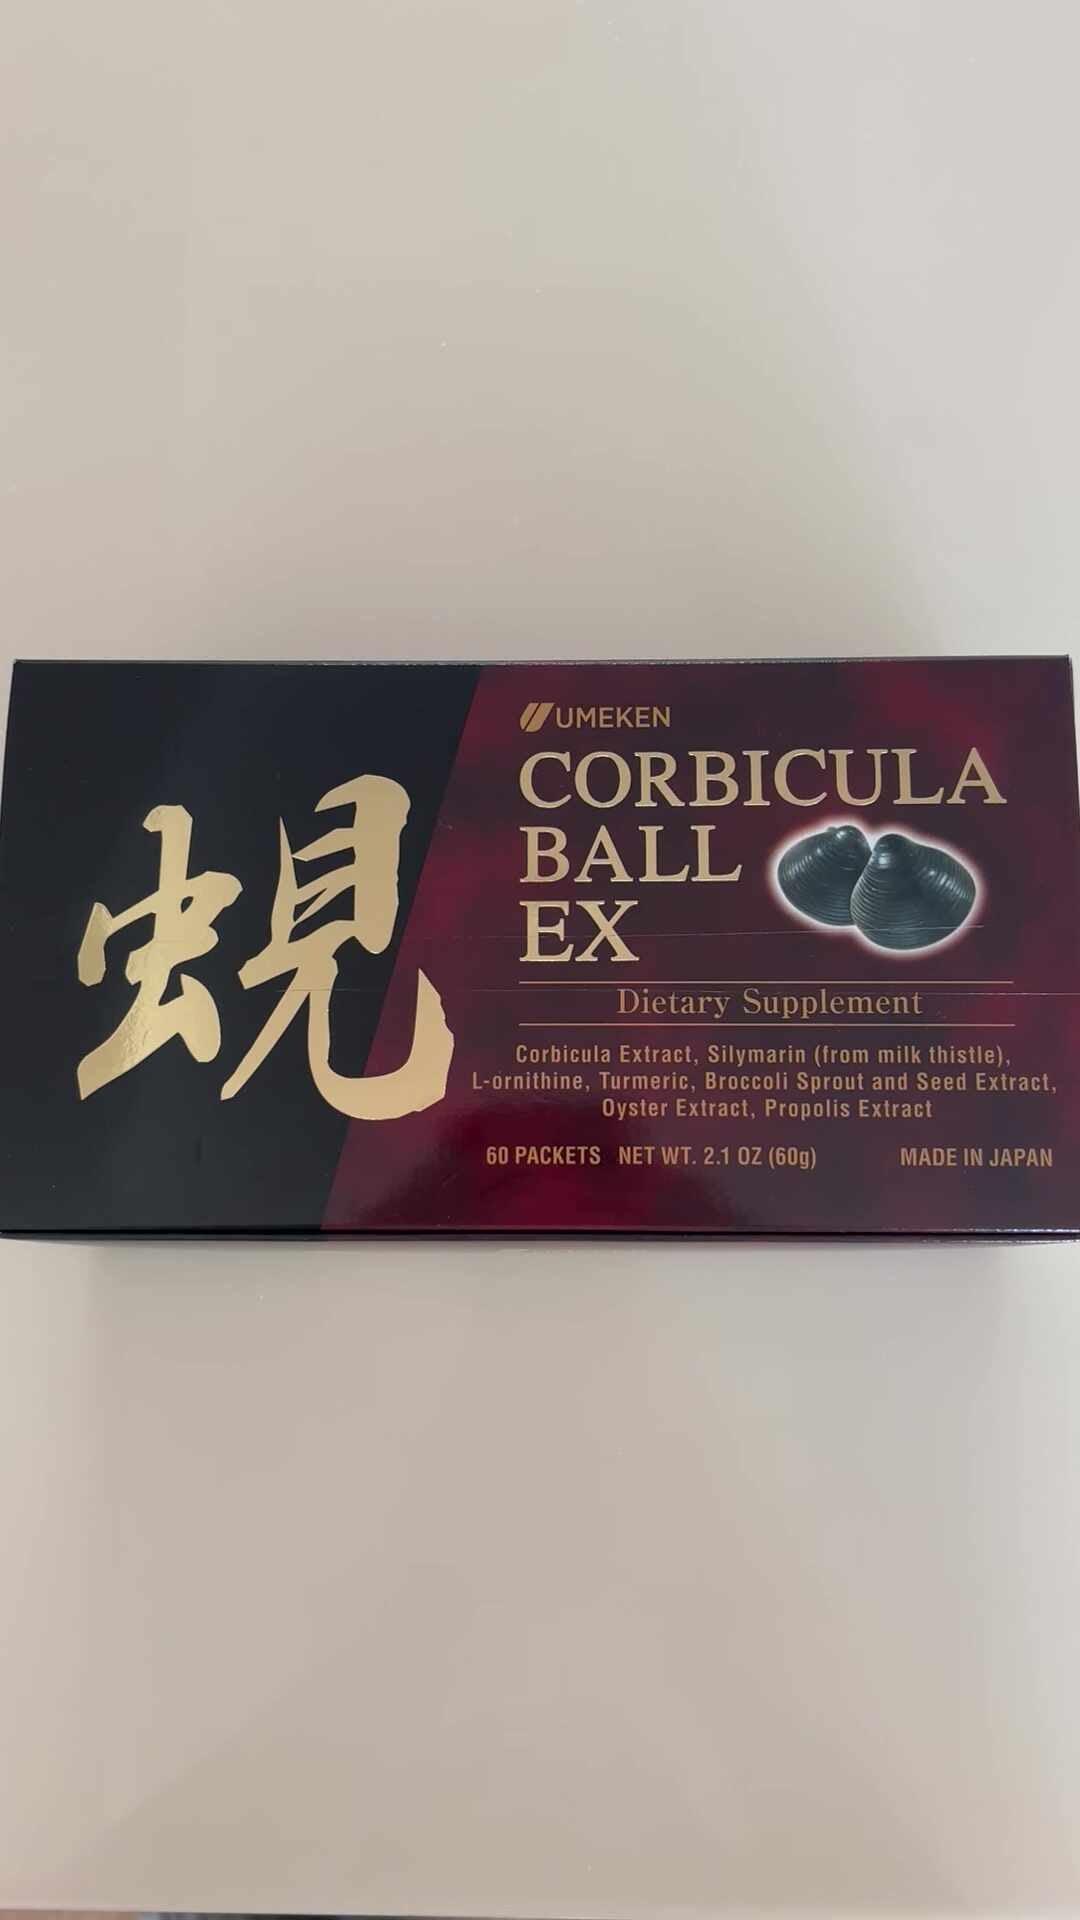 蜆
UMEKEN
CORBICULA
BALL
EX
Dietary Supplement
Corbicula Extract, Silymarin (from milk thistle),
L-ornithine, Turmeric, Broccoli Sprout and Seed Extract,
Oyster Extract, Propolis Extract
60 PACKETS NET WT. 2.1 OZ (60g) MADE IN JAPAN